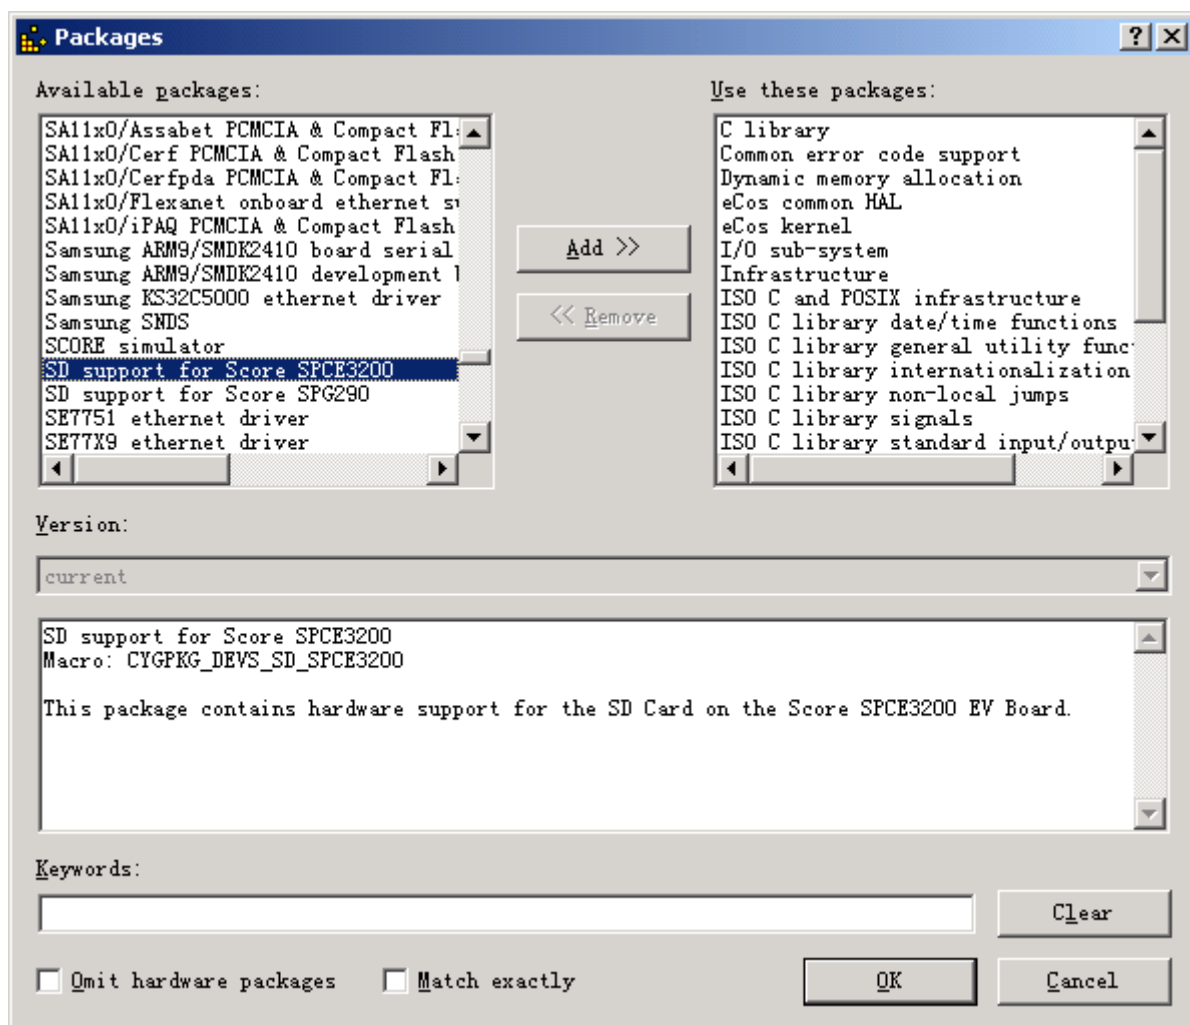 Packages
Available packages:
SA11x0/Assabet PCMCIA & Compact Fl
SA11x0/Cerf PCMCIA & Compact Flash
SA11x0/Cerfpda PCMCIA & Compact Fl
SA11x0/Flexanet onboard ethernet s
SA11x0/iPAQ PCMCIA & Compact Flash
Samsung ARM9/SMDK2410 board serial
Samsung ARM9/SMDK2410 development
Samsung KS32C5000 ethernet driver
Samsung SNDS
SCORE simulator
SD support for Score SPCE3200
SD support for Score SPG290
SE7751 ethernet driver
SE77X9 ethernet driver
Add >>
<< Remove
Use these packages:
C library
Common error code support
Dynamic memory allocation
eCos common HAL
eCos kernel
I/O sub-system
Infrastructure
ISO C and POSIX infrastructure
ISO C library date/time functions
ISO C library general utility func
ISO C library internationalization
ISO C library non-local jumps
ISO C library signals
ISO C library standard input/outpu
Version:
current
SD support for Score SPCE3200
Macro: CYGPKG_DEVS_SD_SPCE3200
This package contains hardware support for the SD Card on the Score SPCE3200 EV Board.
Keywords:
Clear
Omit hardware packages
Match exactly
OK
Cancel